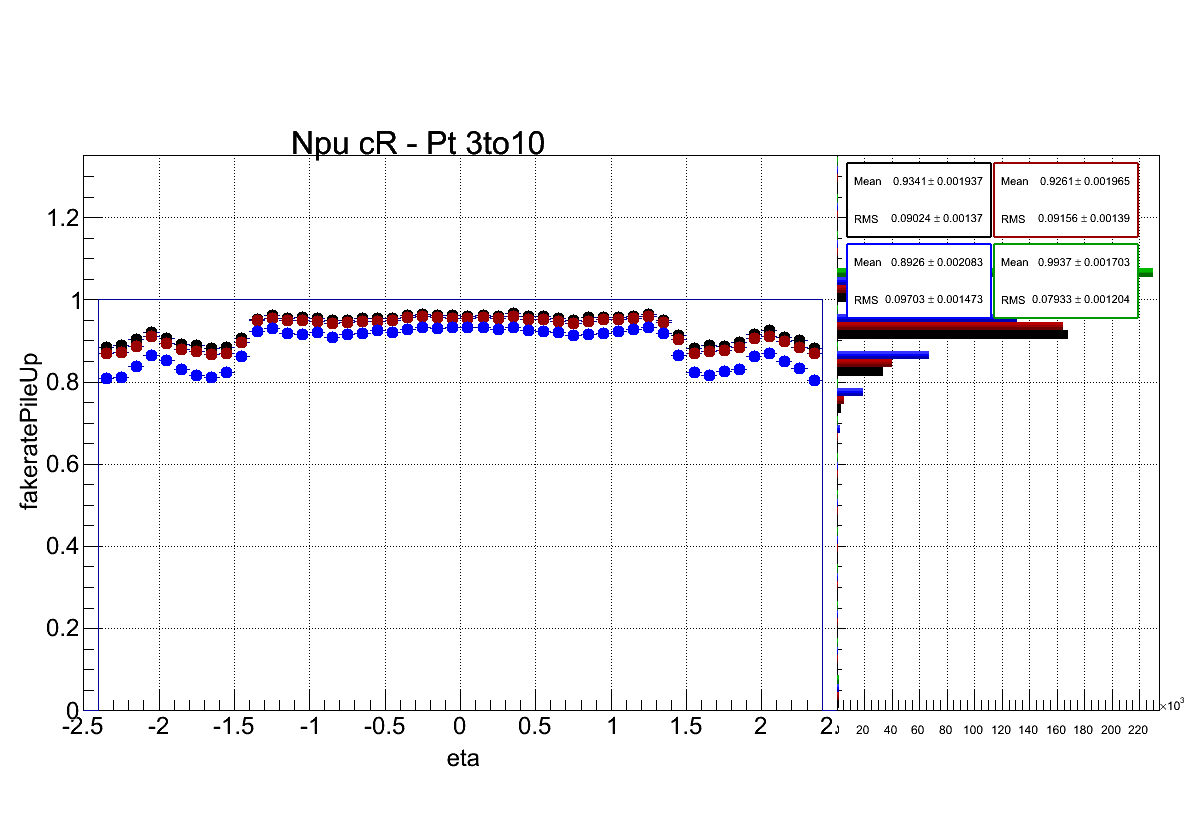 Npu cR - Pt 3to10
Mean 0.9341 ± 0.001937
RMS 0.09024 ± 0.00137
Mean 0.9261 ± 0.001965
RMS 0.09156 ± 0.00139
Mean 0.8926 ± 0.002083
RMS 0.09703 ± 0.001473
Mean 0.9937 ± 0.001703
RMS 0.07933 ± 0.001204
fakeratePileUp
1.2
1
0.8
0.6
0.4
0.2
0
-2.5 -2 -1.5 -1 -0.5 0 0.5 1 1.5 2 2.
eta
20 40 60 80 100 120 140 160 180 200 220
×10³